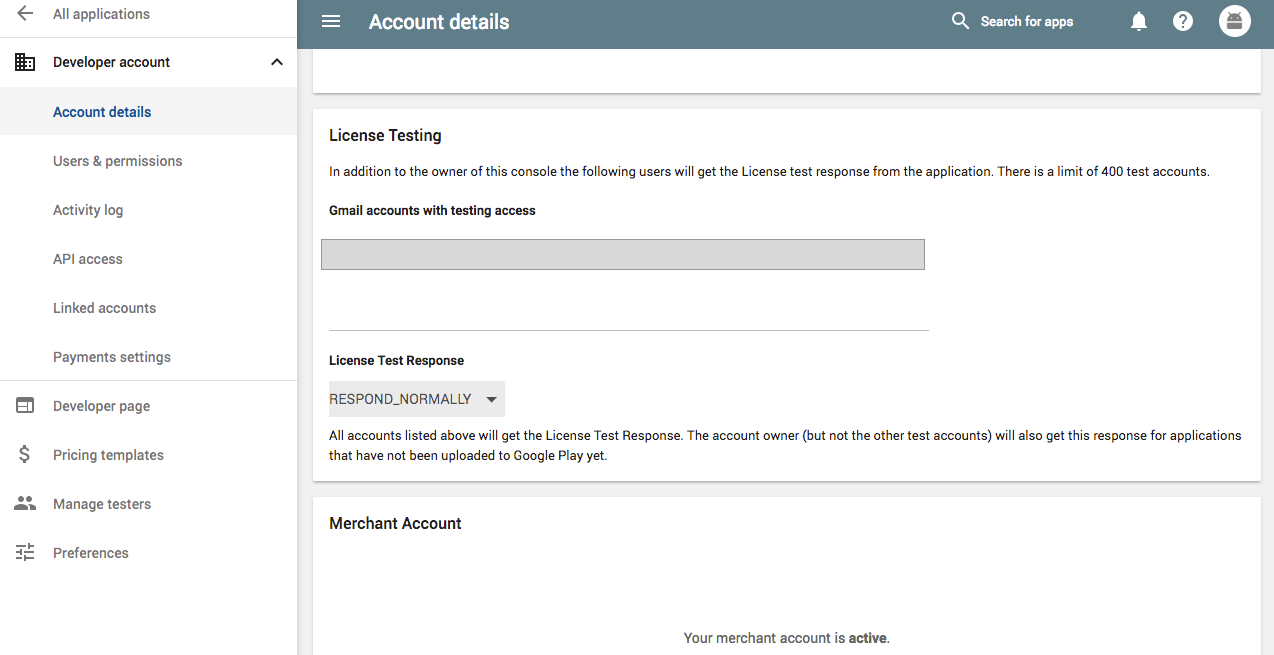 All applications
Account details
Search for apps
Developer account
Account details
Users & permissions
Activity log
API access
Linked accounts
Payments settings
Developer page
Pricing templates
Manage testers
Preferences
License Testing
In addition to the owner of this console the following users will get the License test response from the application. There is a limit of 400 test accounts.
Gmail accounts with testing access
License Test Response
RESPOND_NORMALLY
All accounts listed above will get the License Test Response. The account owner (but not the other test accounts) will also get this response for applications
that have not been uploaded to Google Play yet.
Merchant Account
Your merchant account is active.